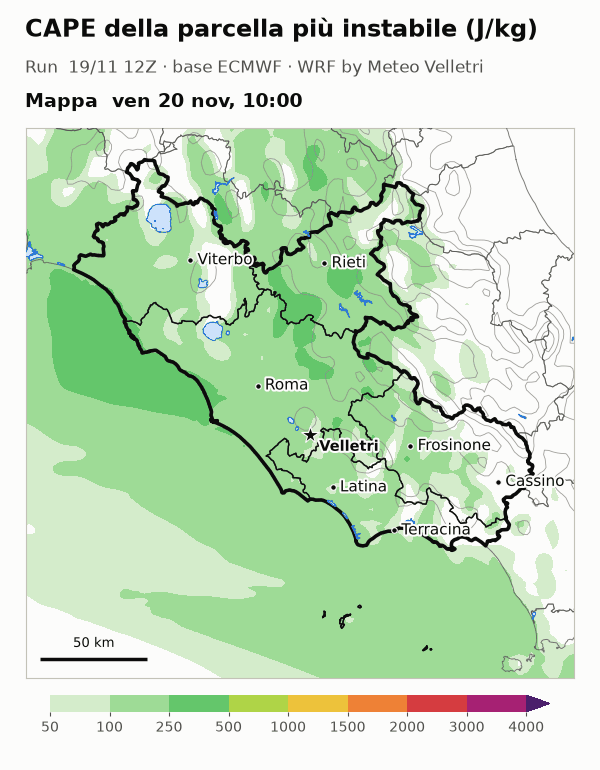 CAPE della parcella più instabile (J/kg)
Run  19/11 12Z · base ECMWF · WRF by Meteo Velletri
Mappa  ven 20 nov, 10:00
Viterbo
Rieti
Roma
Velletri
Frosinone
Cassino
Latina
Terracina
50 km
50 100 250 500 1000 1500 2000 3000 4000